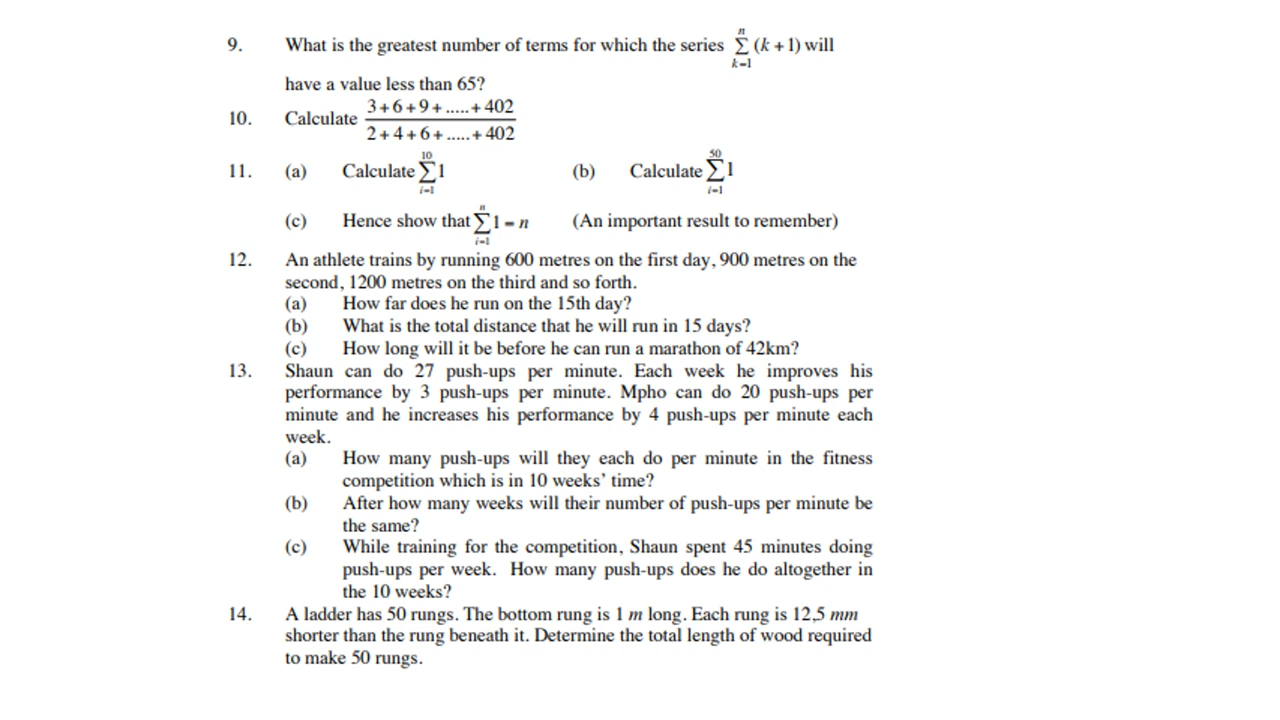 9. What is the greatest number of terms for which the series \sum_{k=1}^{n} (k + 1) will
have a value less than 65?
10. Calculate \frac{3+6+9+.....+402}{2+4+6+.....+402}
11. (a) Calculate \sum_{i=1}^{10} 1 (b) Calculate \sum_{i=1}^{50} 1
(c) Hence show that \sum_{i=1}^{n} 1 = n (An important result to remember)
12. An athlete trains by running 600 metres on the first day, 900 metres on the
second, 1200 metres on the third and so forth.
(a) How far does he run on the 15th day?
(b) What is the total distance that he will run in 15 days?
(c) How long will it be before he can run a marathon of 42km?
13. Shaun can do 27 push-ups per minute. Each week he improves his
performance by 3 push-ups per minute. Mpho can do 20 push-ups per
minute and he increases his performance by 4 push-ups per minute each
week.
(a) How many push-ups will they each do per minute in the fitness
competition which is in 10 weeks' time?
(b) After how many weeks will their number of push-ups per minute be
the same?
(c) While training for the competition, Shaun spent 45 minutes doing
push-ups per week. How many push-ups does he do altogether in
the 10 weeks?
14. A ladder has 50 rungs. The bottom rung is 1 m long. Each rung is 12,5 mm
shorter than the rung beneath it. Determine the total length of wood required
to make 50 rungs.